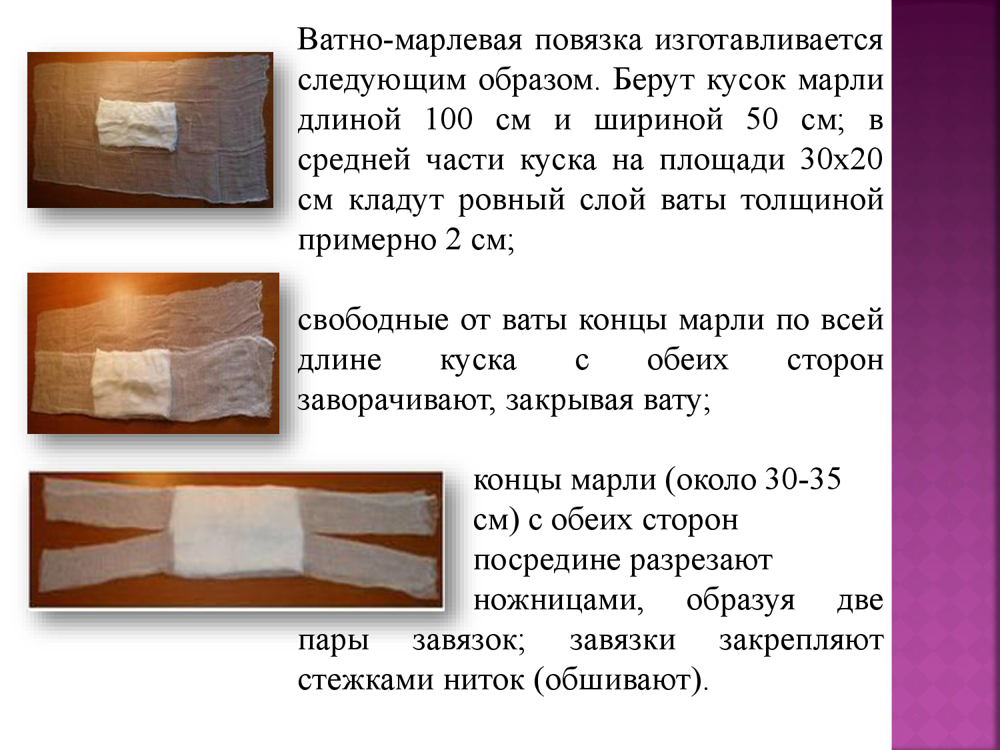 Ватно-марлевая повязка изготавливается
следующим образом. Берут кусок марли
длиной 100 см и шириной 50 см; в
средней части куска на площади 30х20
см кладут ровный слой ваты толщиной
примерно 2 см;
свободные от ваты концы марли по всей
длине куска с обеих сторон
заворачивают, закрывая вату;
концы марли (около 30-35
см) с обеих сторон
посредине разрезают
ножницами, образуя две
пары завязок; завязки закрепляют
стежками ниток (обшивают).